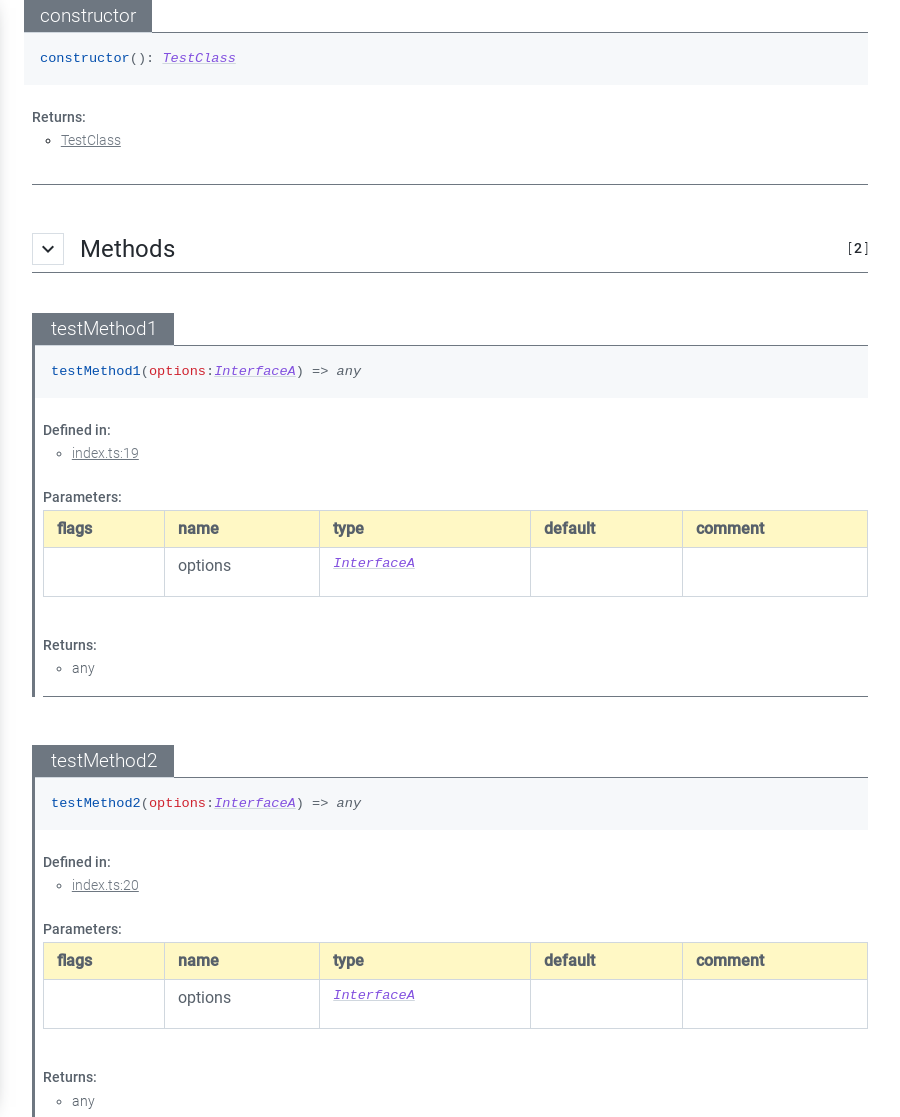 constructor
constructor(): TestClass
Returns:
TestClass
Methods
[2]
testMethod1
testMethod1(options:InterfaceA) => any
Defined in:
index.ts:19
Parameters:
flags name type default comment
options InterfaceA
Returns:
any
testMethod2
testMethod2(options:InterfaceA) => any
Defined in:
index.ts:20
Parameters:
flags name type default comment
options InterfaceA
Returns:
any